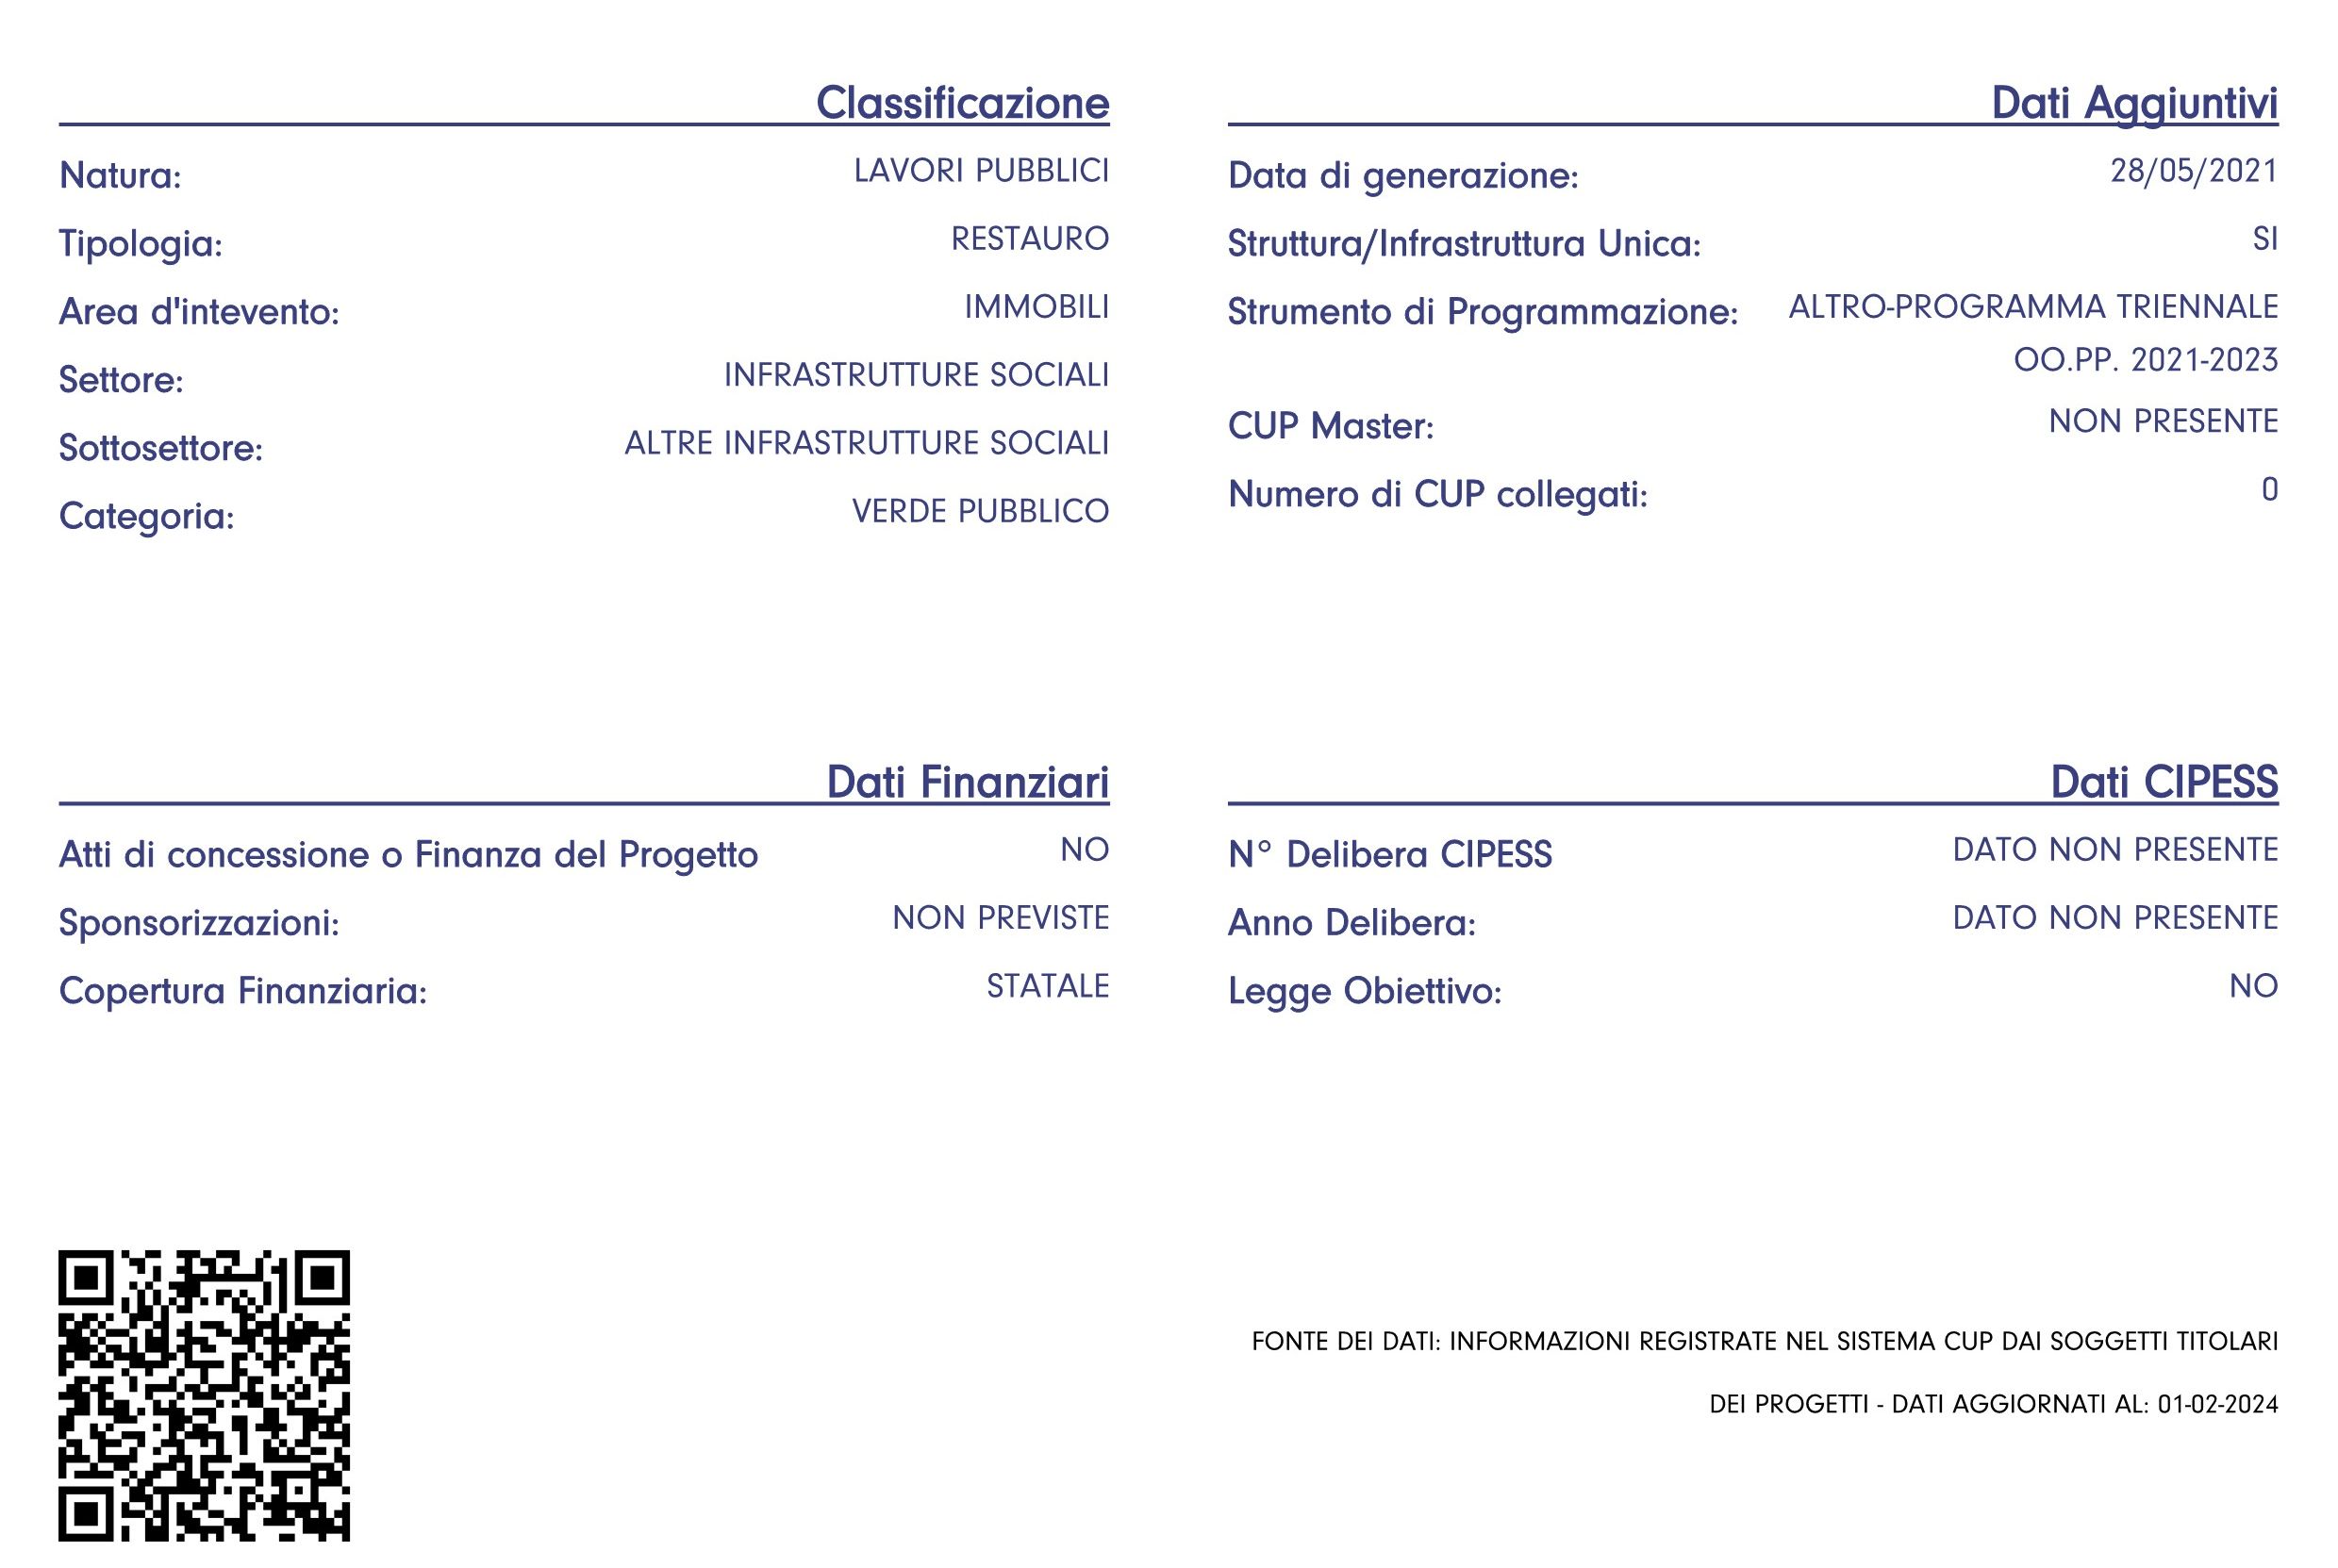 Classificazione
Natura: LAVORI PUBBLICI
Tipologia: RESTAURO
Area d'intevento: IMMOBILI
Settore: INFRASTRUTTURE SOCIALI
Sottosettore: ALTRE INFRASTRUTTURE SOCIALI
Categoria: VERDE PUBBLICO
Dati Aggiuntivi
Data di generazione: 28/05/2021
Struttura/Infrastruttura Unica: SI
Strumento di Programmazione: ALTRO-PROGRAMMA TRIENNALE
OO.PP. 2021-2023
CUP Master: NON PRESENTE
Numero di CUP collegati: 0
Dati Finanziari
Atti di concessione o Finanza del Progetto NO
Sponsorizzazioni: NON PREVISTE
Copertura Finanziaria: STATALE
Dati CIPESS
N° Delibera CIPESS DATO NON PRESENTE
Anno Delibera: DATO NON PRESENTE
Legge Obiettivo: NO
FONTE DEI DATI: INFORMAZIONI REGISTRATE NEL SISTEMA CUP DAI SOGGETTI TITOLARI
DEI PROGETTI - DATI AGGIORNATI AL: 01-02-2024